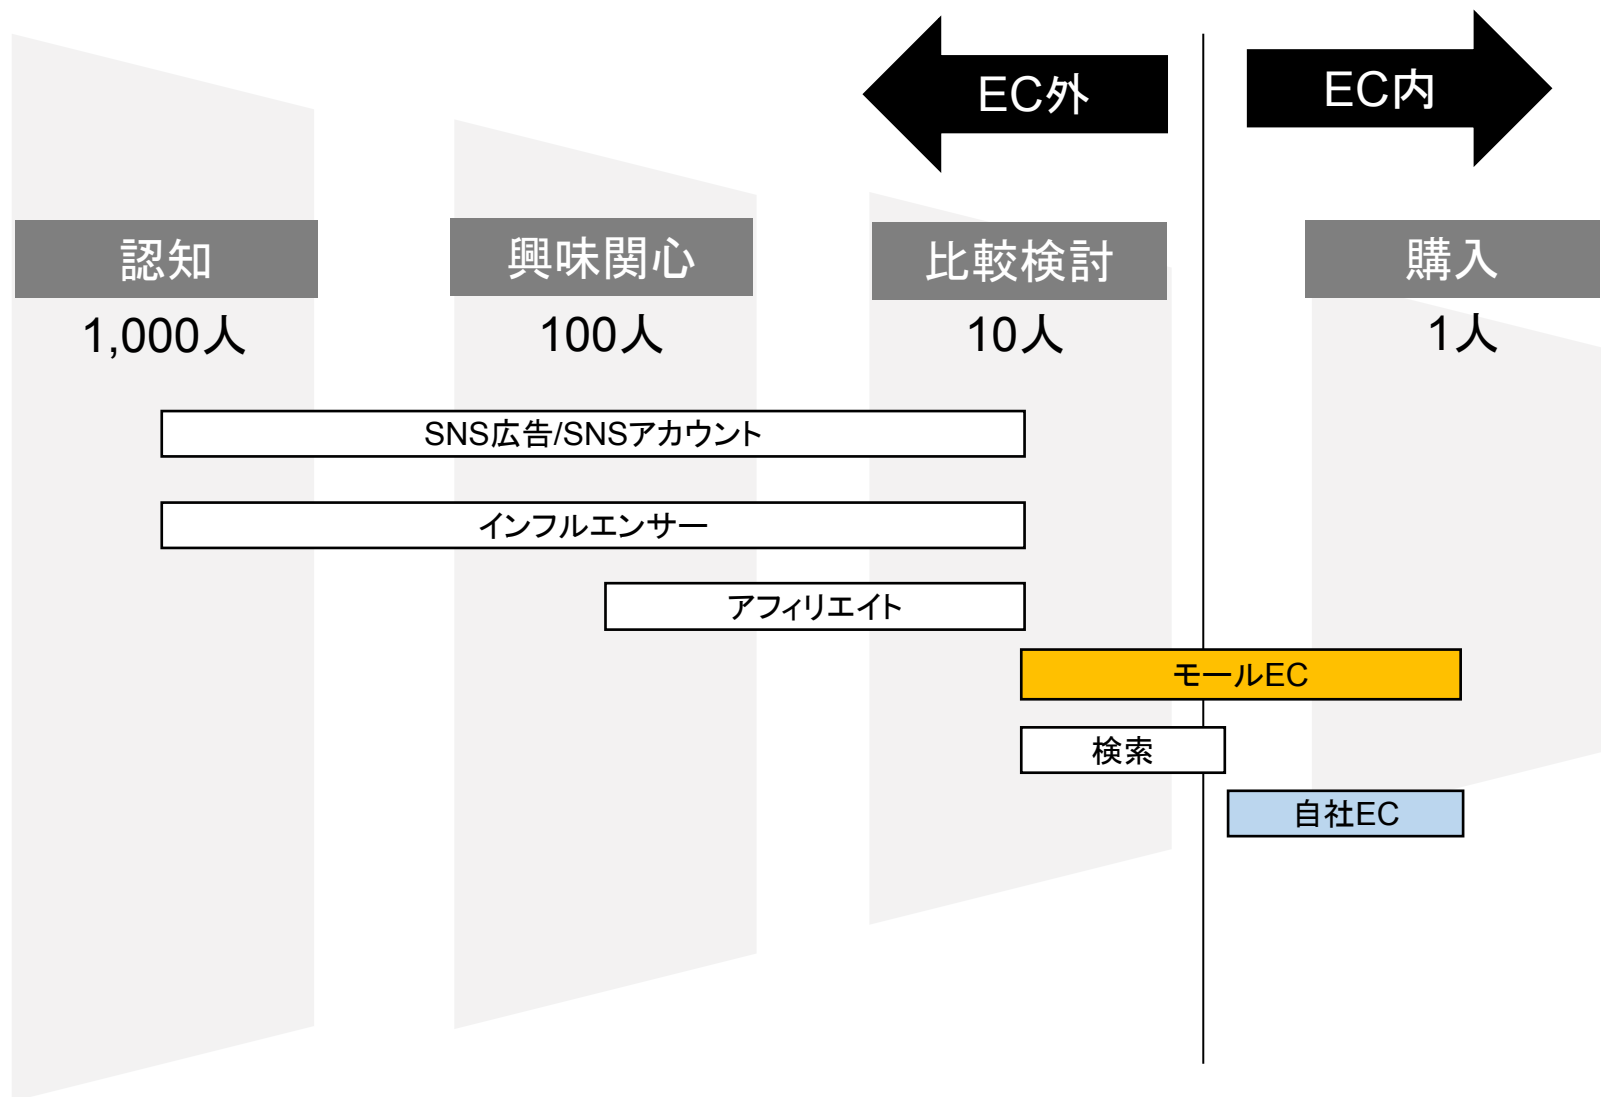 EC外
EC内
認知
興味関心
比較検討
購入
1,000人
100人
10人
1人
SNS広告/SNSアカウント
インフルエンサー
アフィリエイト
モールEC
検索
自社EC